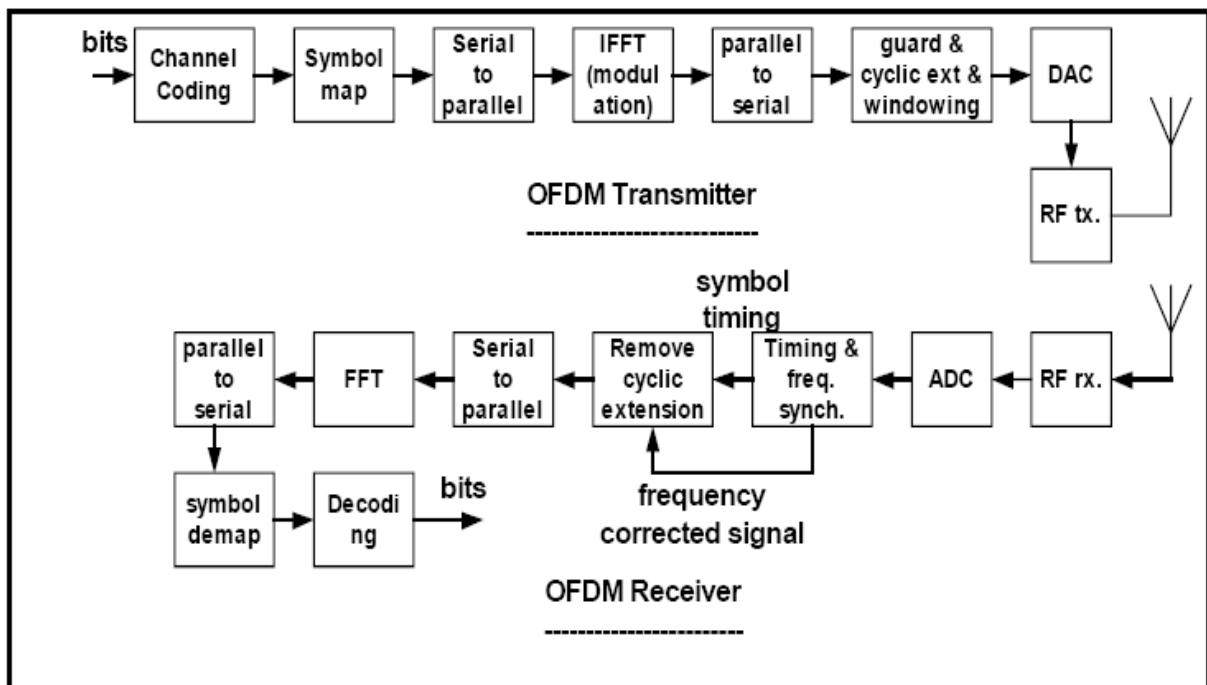 bits
Channel
Coding
Symbol
map
Serial
to
parallel
IFFT
(modul
ation)
parallel
to
serial
guard &
cyclic ext &
windowing
DAC
RF tx.
OFDM Transmitter
----------------------------
symbol
timing
parallel
to
serial
FFT
Serial
to
parallel
Remove
cyclic
extension
Timing &
freq.
synch.
ADC
RF rx.
symbol
demap
Decodi
ng
bits
frequency
corrected signal
OFDM Receiver
------------------------